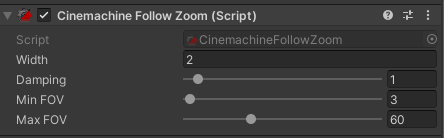 Cinemachine Follow Zoom (Script)
Script CinemachineFollowZoom
Width 2
Damping 1
Min FOV 3
Max FOV 60